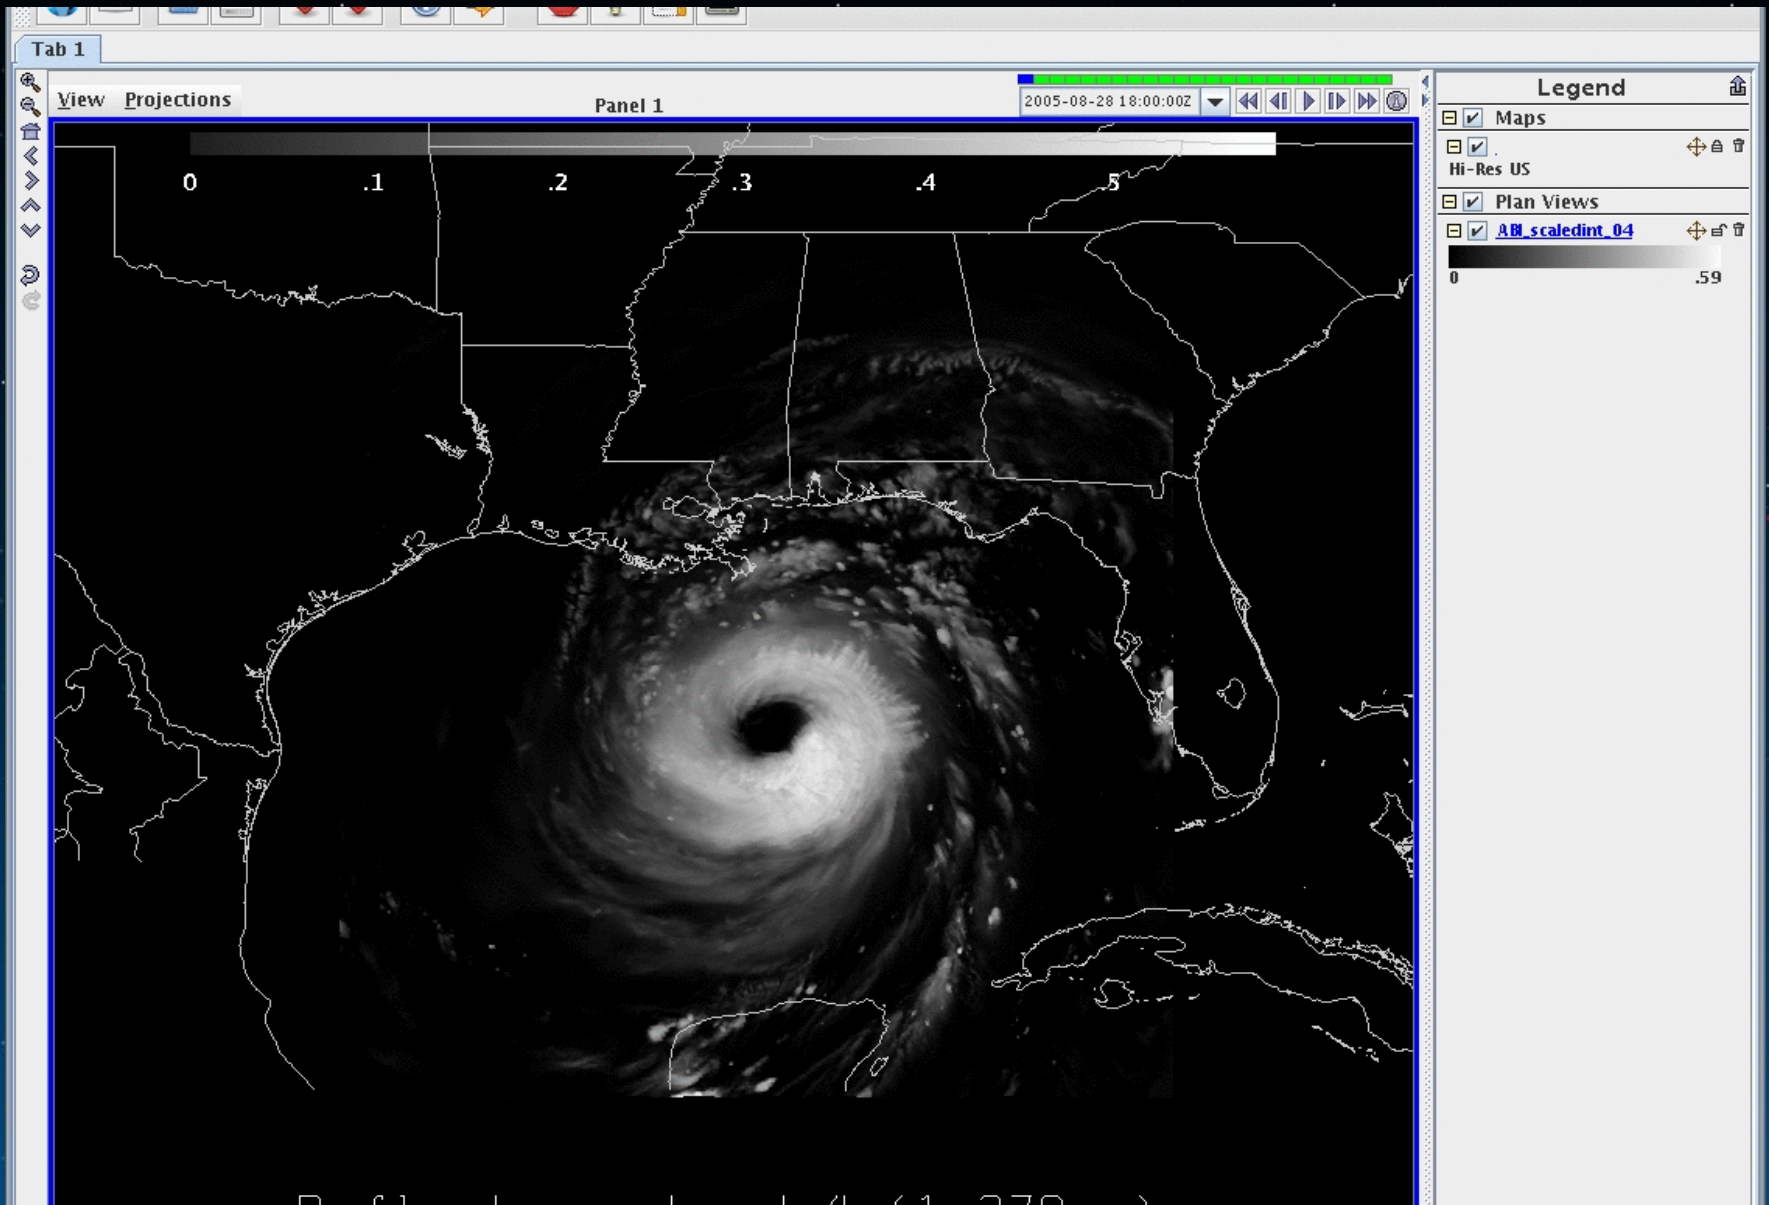 Tab 1
View Projections
Panel 1
2005-08-28 18:00:00Z
Legend
Maps
.
Hi-Res US
Plan Views
ABI_scaledint_04
0 .59
0 .1 .2 .3 .4 .5